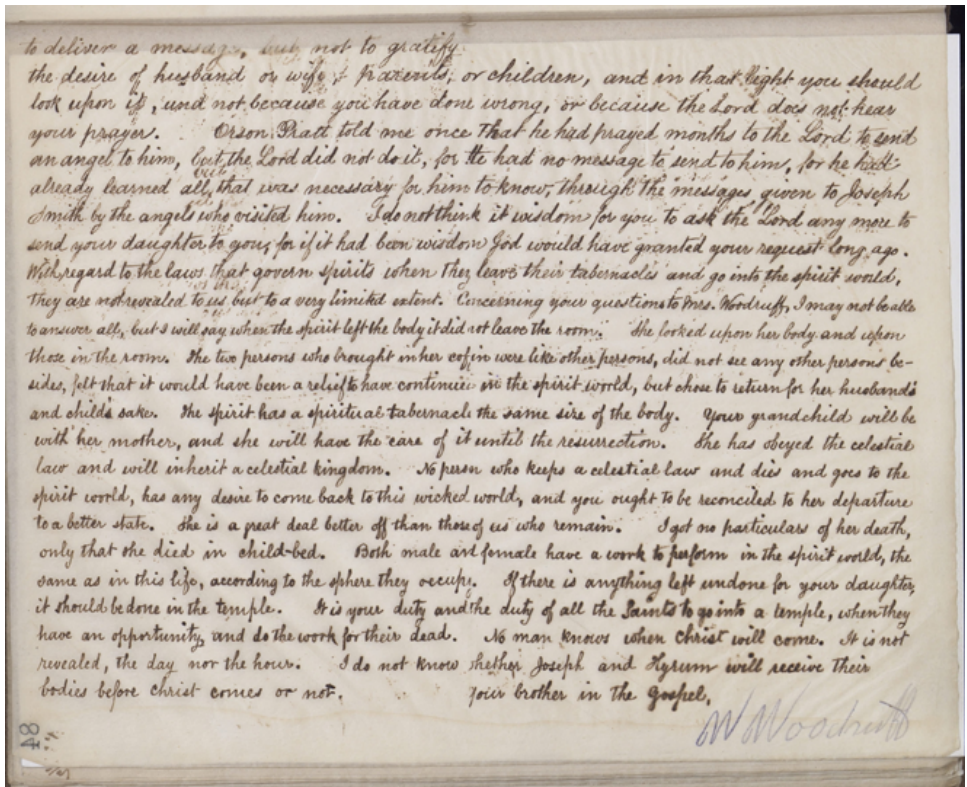 to deliver a message, but not to gratify
the desire of husband or wife, parents, or children, and in that light you should
look upon it, and not because you have done wrong, or because the Lord does not hear
your prayer. Orson Pratt told me once that he had prayed months to the Lord to send
an angel to him, but the Lord did not do it, for He had no message to send to him, for he had
already learned all, but that was necessary for him to know, through the messages given to Joseph
Smith by the angels who visited him. I do not think it wisdom for you to ask the Lord any more to
send your daughter to you, for if it had been wisdom God would have granted your request long ago.
With regard to the laws that govern spirits when they leave their tabernacles and go into the spirit world,
they are not revealed to us but to a very limited extent. Concerning your questions to Mrs. Woodruff, I may not be able
to answer all, but I will say when the spirit left the body it did not leave the room. She looked upon her body and upon
those in the room. The two persons who brought in her cofin were like other persons, did not see any other persons be-
sides, felt that it would have been a relief to have continued in the spirit world, but chose to return for her husband's
and child's sake. The spirit has a spiritual tabernacle the same size of the body. Your grandchild will be
with her mother, and she will have the care of it until the resurrection. She has obeyed the celestial
law and will inherit a celestial kingdom. No person who keeps a celestial law and dies and goes to the
spirit world, has any desire to come back to this wicked world, and you ought to be reconciled to her departure
to a better state. She is a great deal better off than those of us who remain. I got no particulars of her death,
only that she died in child-bed. Both male and female have a work to perform in the spirit world, the
same as in this life, according to the sphere they occupy. If there is anything left undone for your daughter,
it should be done in the temple. It is your duty and the duty of all the Saints to go into a temple, when they
have an opportunity, and do the work for their dead. No man knows when Christ will come. It is not
revealed, the day nor the hour. I do not know whether Joseph and Hyrum will receive their
bodies before Christ comes or not. Your brother in the Gospel,
W Woodruff
48